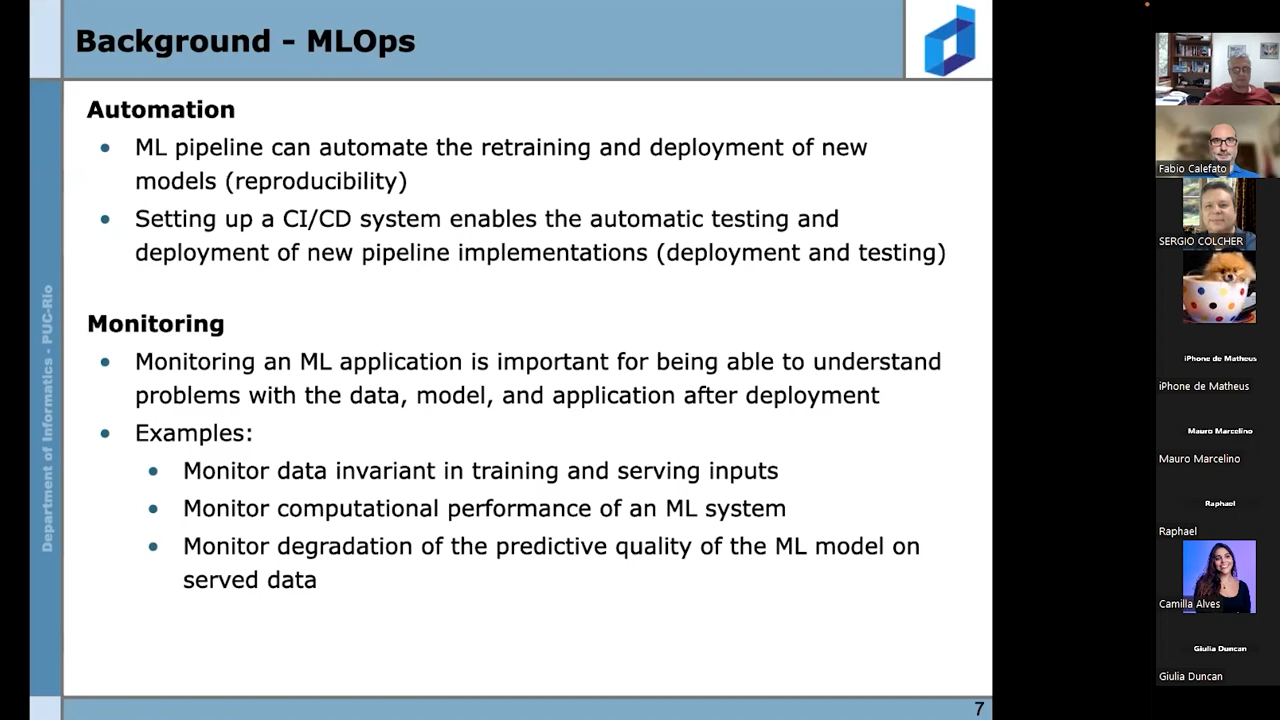 Background - MLOps
Automation
• ML pipeline can automate the retraining and deployment of new
models (reproducibility)
• Setting up a CI/CD system enables the automatic testing and
deployment of new pipeline implementations (deployment and testing)
Monitoring
• Monitoring an ML application is important for being able to understand
problems with the data, model, and application after deployment
• Examples:
• Monitor data invariant in training and serving inputs
• Monitor computational performance of an ML system
• Monitor degradation of the predictive quality of the ML model on
served data
7
Department of Informatics - PUC-Rio
Fabio Calefato
SERGIO COLCHER
iPhone de Matheus
iPhone de Matheus
Mauro Marcelino
Mauro Marcelino
Raphael
Raphael
Camilla Alves
Giulia Duncan
Giulia Duncan